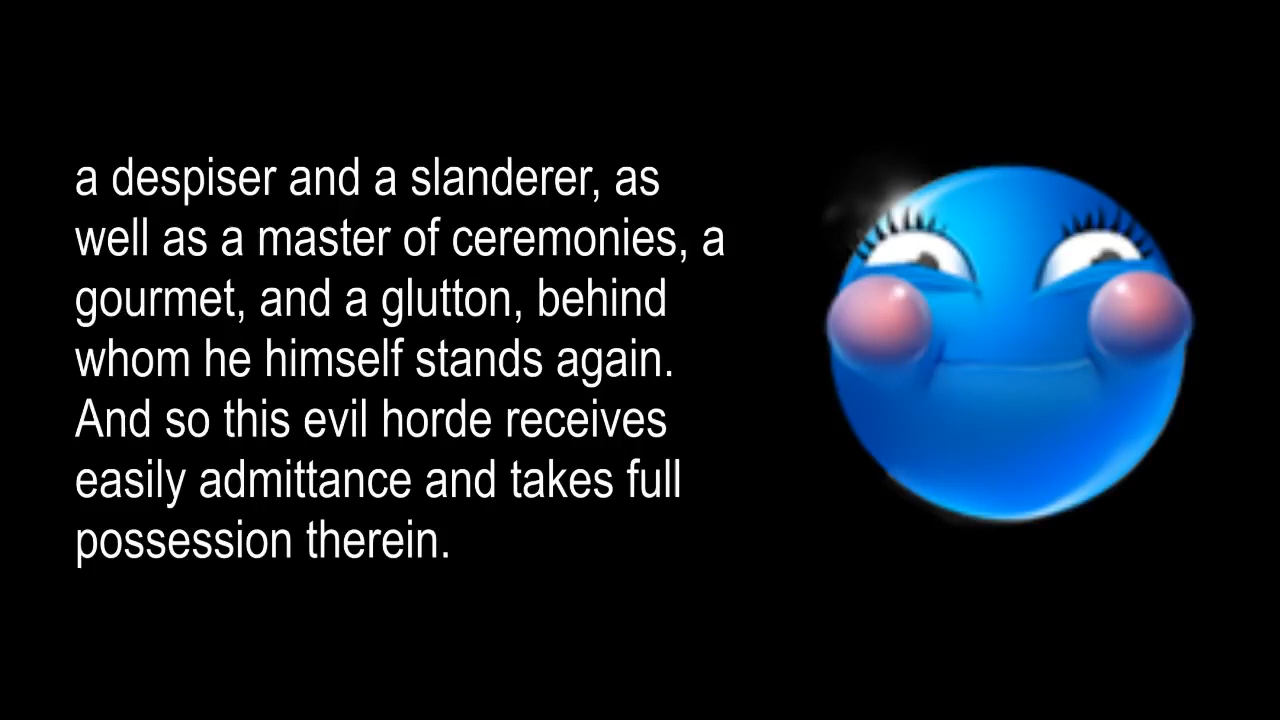 a despiser and a slanderer, as
well as a master of ceremonies, a
gourmet, and a glutton, behind
whom he himself stands again.
And so this evil horde receives
easily admittance and takes full
possession therein.